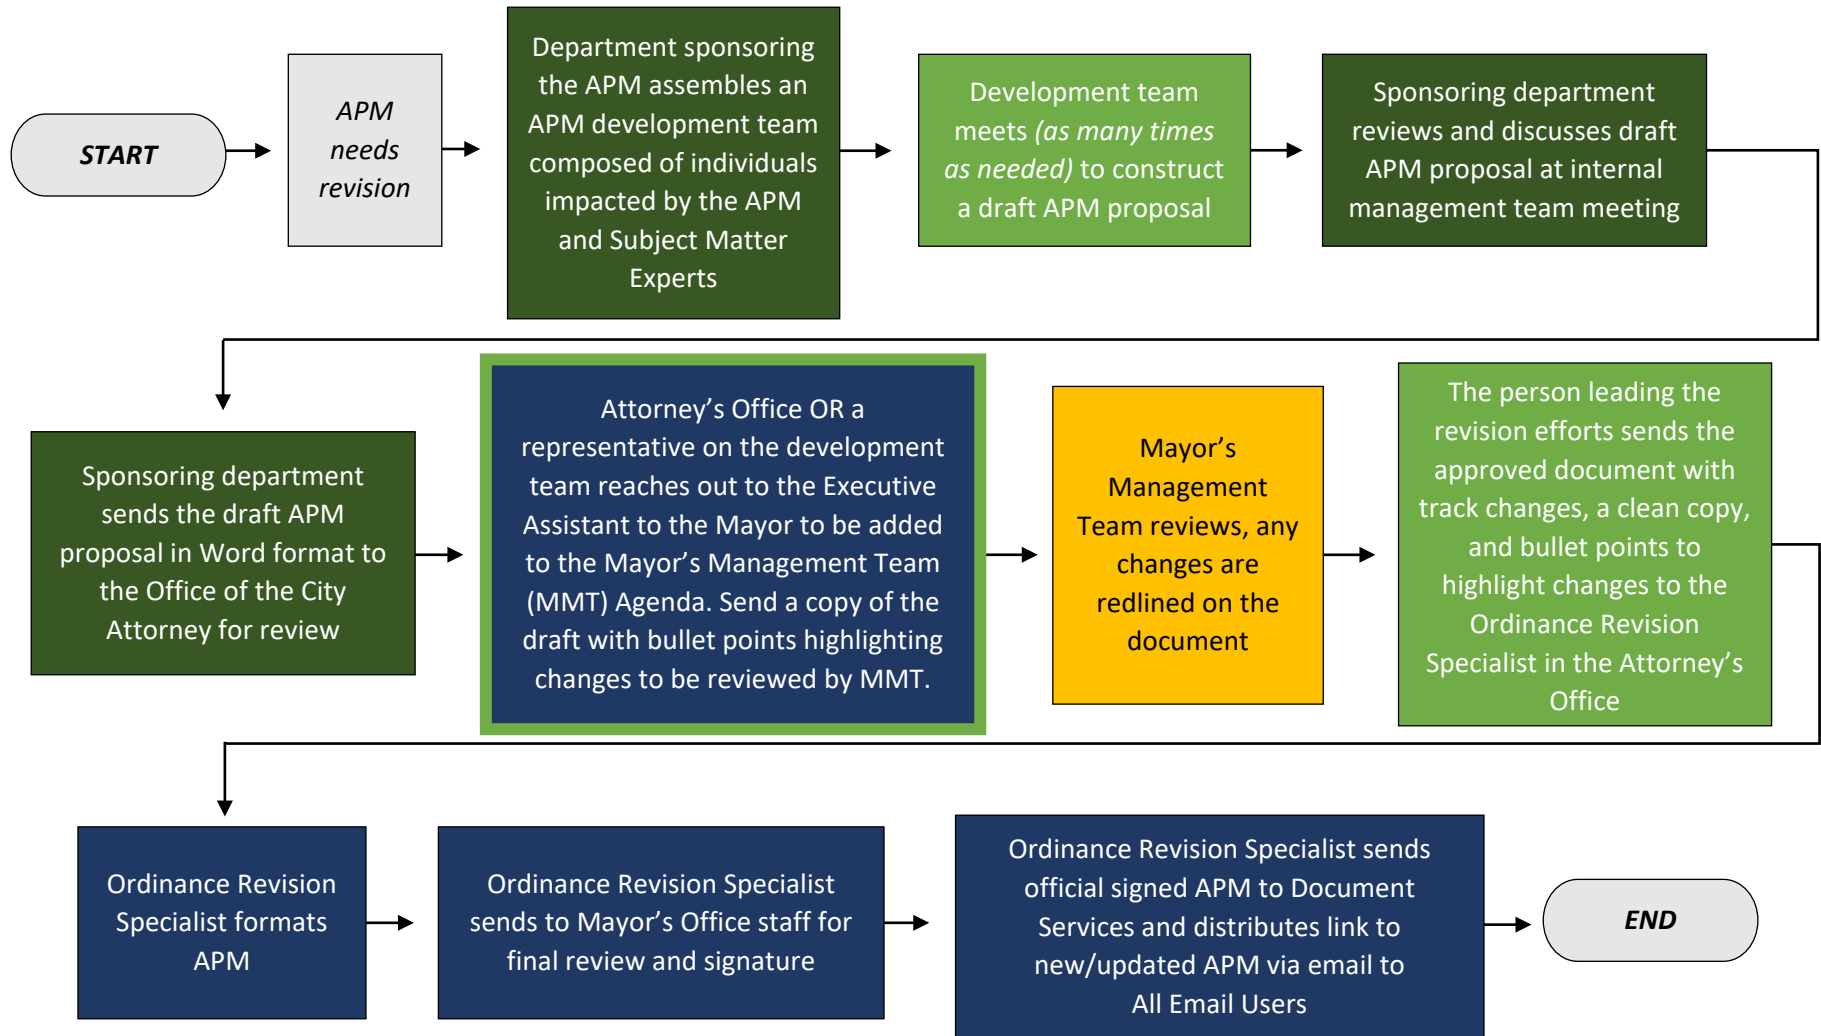 START
APM
needs
revision
Department sponsoring
the APM assembles an
APM development team
composed of individuals
impacted by the APM
and Subject Matter
Experts
Development team
meets (as many times
as needed) to construct
a draft APM proposal
Sponsoring department
reviews and discusses draft
APM proposal at internal
management team meeting
Sponsoring department
sends the draft APM
proposal in Word format to
the Office of the City
Attorney for review
Attorney’s Office OR a
representative on the development
team reaches out to the Executive
Assistant to the Mayor to be added
to the Mayor’s Management Team
(MMT) Agenda. Send a copy of the
draft with bullet points highlighting
changes to be reviewed by MMT.
Mayor’s
Management
Team reviews, any
changes are
redlined on the
document
The person leading the
revision efforts sends the
approved document with
track changes, a clean copy,
and bullet points to
highlight changes to the
Ordinance Revision
Specialist in the Attorney’s
Office
Ordinance Revision
Specialist formats
APM
Ordinance Revision Specialist
sends to Mayor’s Office staff for
final review and signature
Ordinance Revision Specialist sends
official signed APM to Document
Services and distributes link to
new/updated APM via email to
All Email Users
END